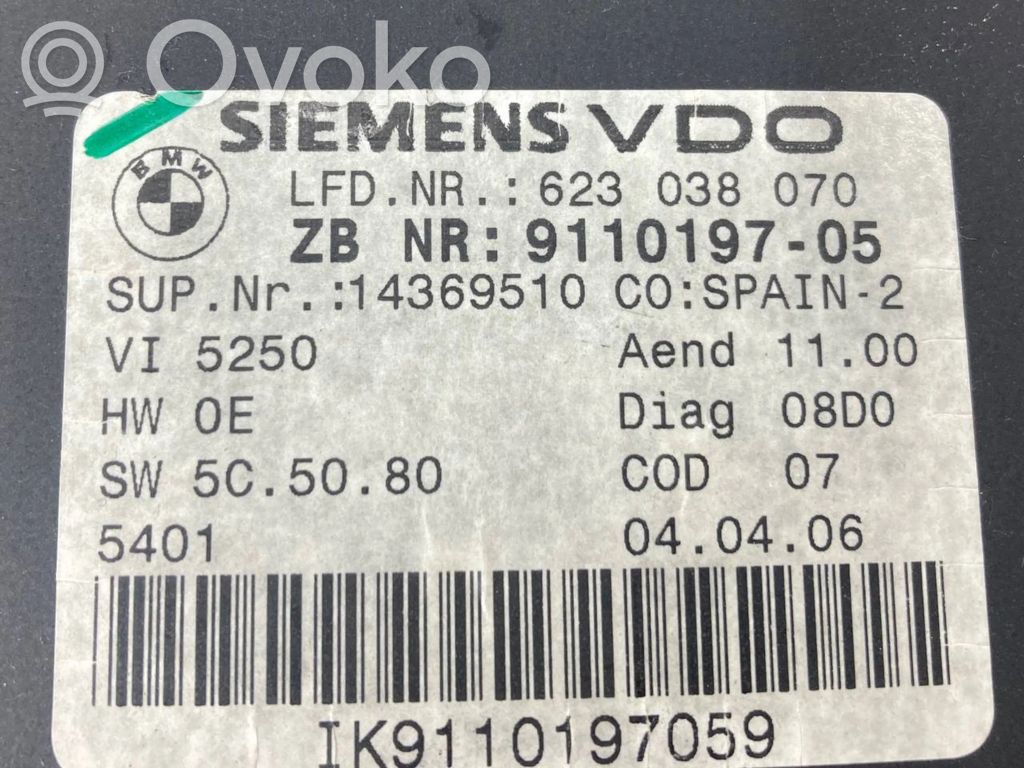 Ovoko
SIEMENS VDO
BMW
LFD.NR.: 623 038 070
ZB NR: 9110197-05
SUP.Nr.:14369510 CO:SPAIN-2
VI 5250 Aend 11.00
HW 0E Diag 08D0
SW 5C.50.80 COD 07
5401 04.04.06
IK9110197059